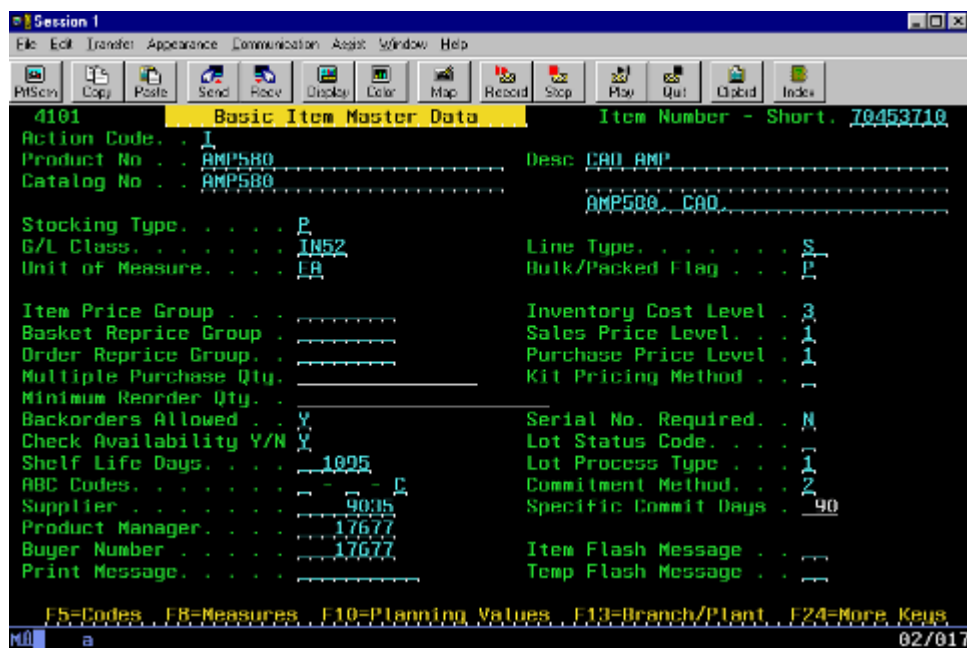 Session 1
File Edit Transfer Appearance Communication Assist Window Help
PrtScrn Copy Paste Send Recv Display Color Map Record Stop Play Quit Clipbrd Index
4101 Basic Item Master Data Item Number - Short. 70453710
Action Code. . I
Product No . . AMP580 Desc CAO AMP
Catalog No . . AMP580
AMP580, CAO,
Stocking Type. . . . . P
G/L Class. . . . . . . IN52 Line Type. . . . . . . S
Unit of Measure. . . . EA Bulk/Packed Flag . . . P
Item Price Group . . . Inventory Cost Level . 3
Basket Reprice Group . Sales Price Level. . . 1
Order Reprice Group. . Purchase Price Level . 1
Multiple Purchase Qty. Kit Pricing Method . .
Minimum Reorder Qty. .
Backorders Allowed . . Y Serial No. Required. . N
Check Availability Y/N Y Lot Status Code. . . .
Shelf Life Days. . . . 1095 Lot Process Type . . . 1
ABC Codes. . . . . . . - - C Commitment Method. . . 2
Supplier . . . . . . . 9035 Specific Commit Days . 90
Product Manager. . . . 17677
Buyer Number . . . . . 17677 Item Flash Message . .
Print Message. . . . . Temp Flash Message . .
F5=Codes F8=Measures F10=Planning Values F13=Branch/Plant F24=More Keys
MA a 02/017